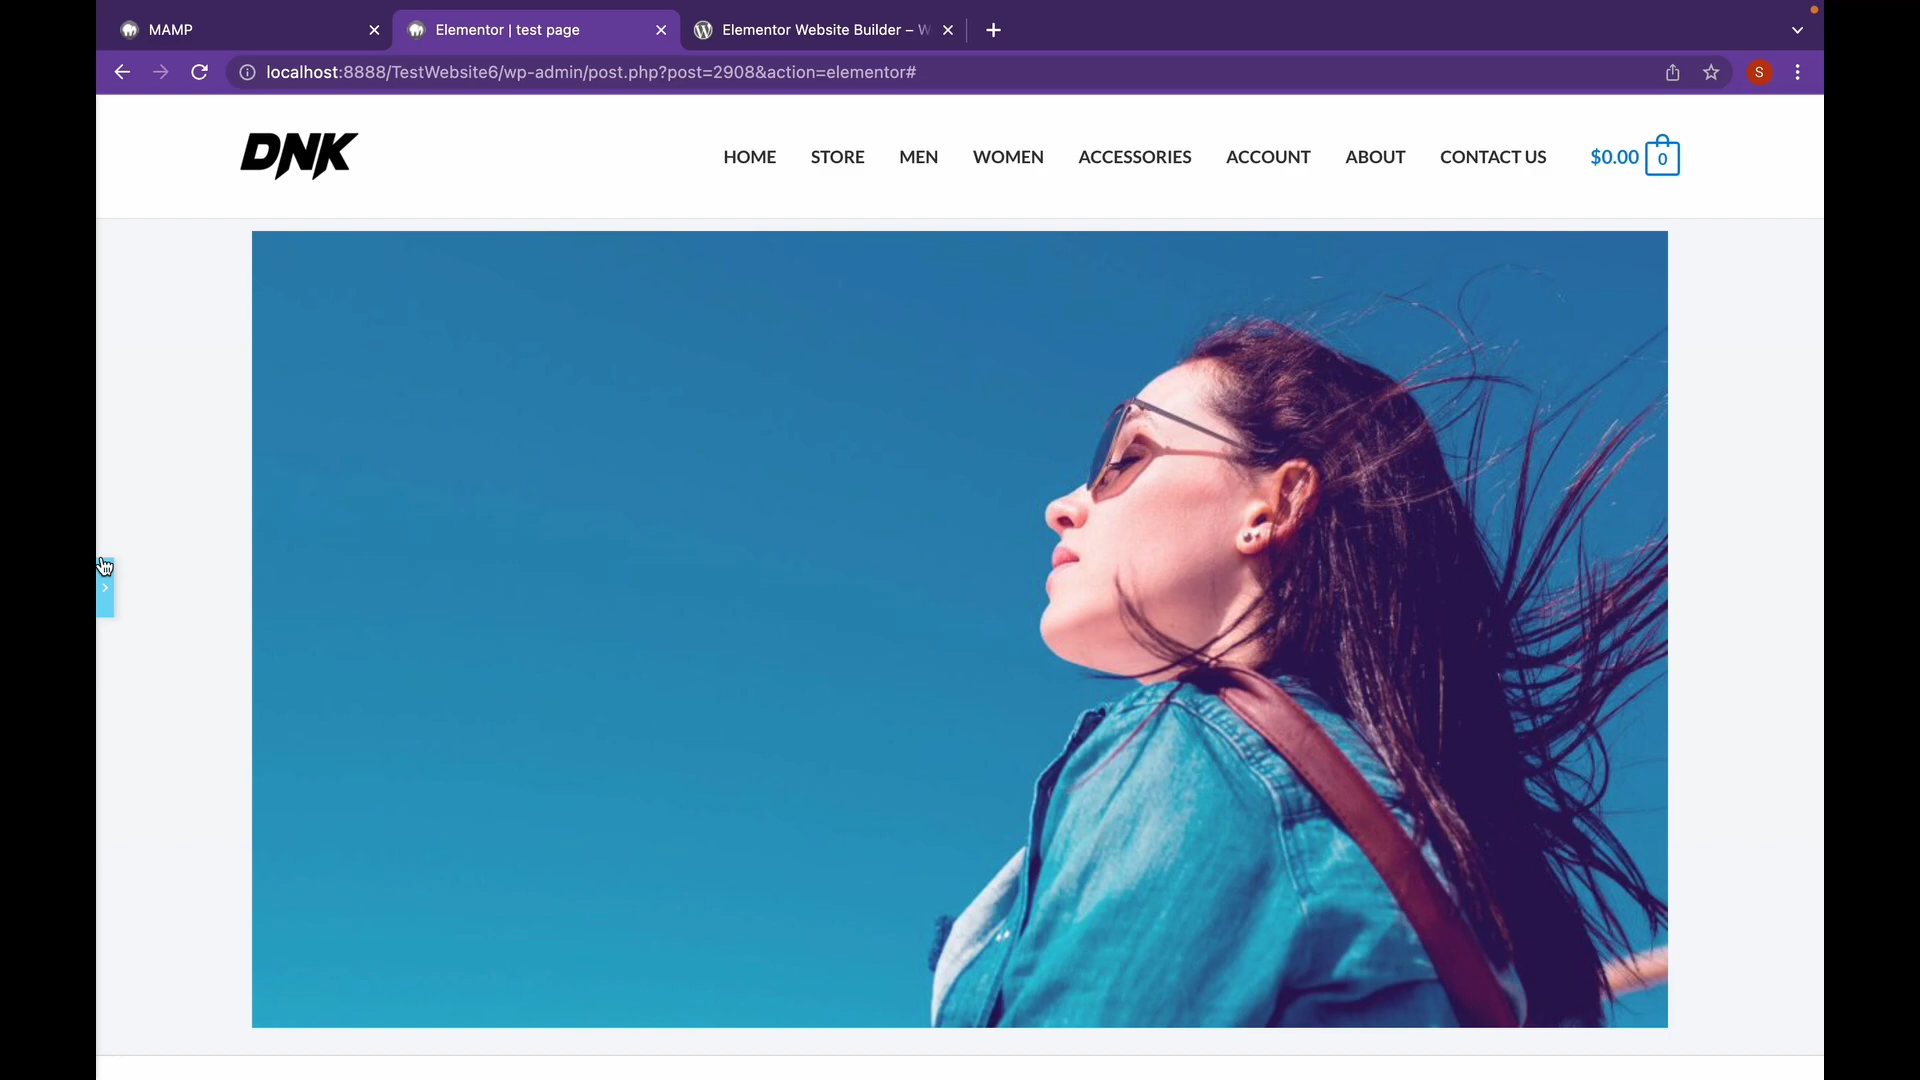 MAMP
Elementor | test page
Elementor Website Builder – W
localhost:8888/TestWebsite6/wp-admin/post.php?post=2908&action=elementor#
S
DNK
HOME STORE MEN WOMEN ACCESSORIES ACCOUNT ABOUT CONTACT US $0.00 0